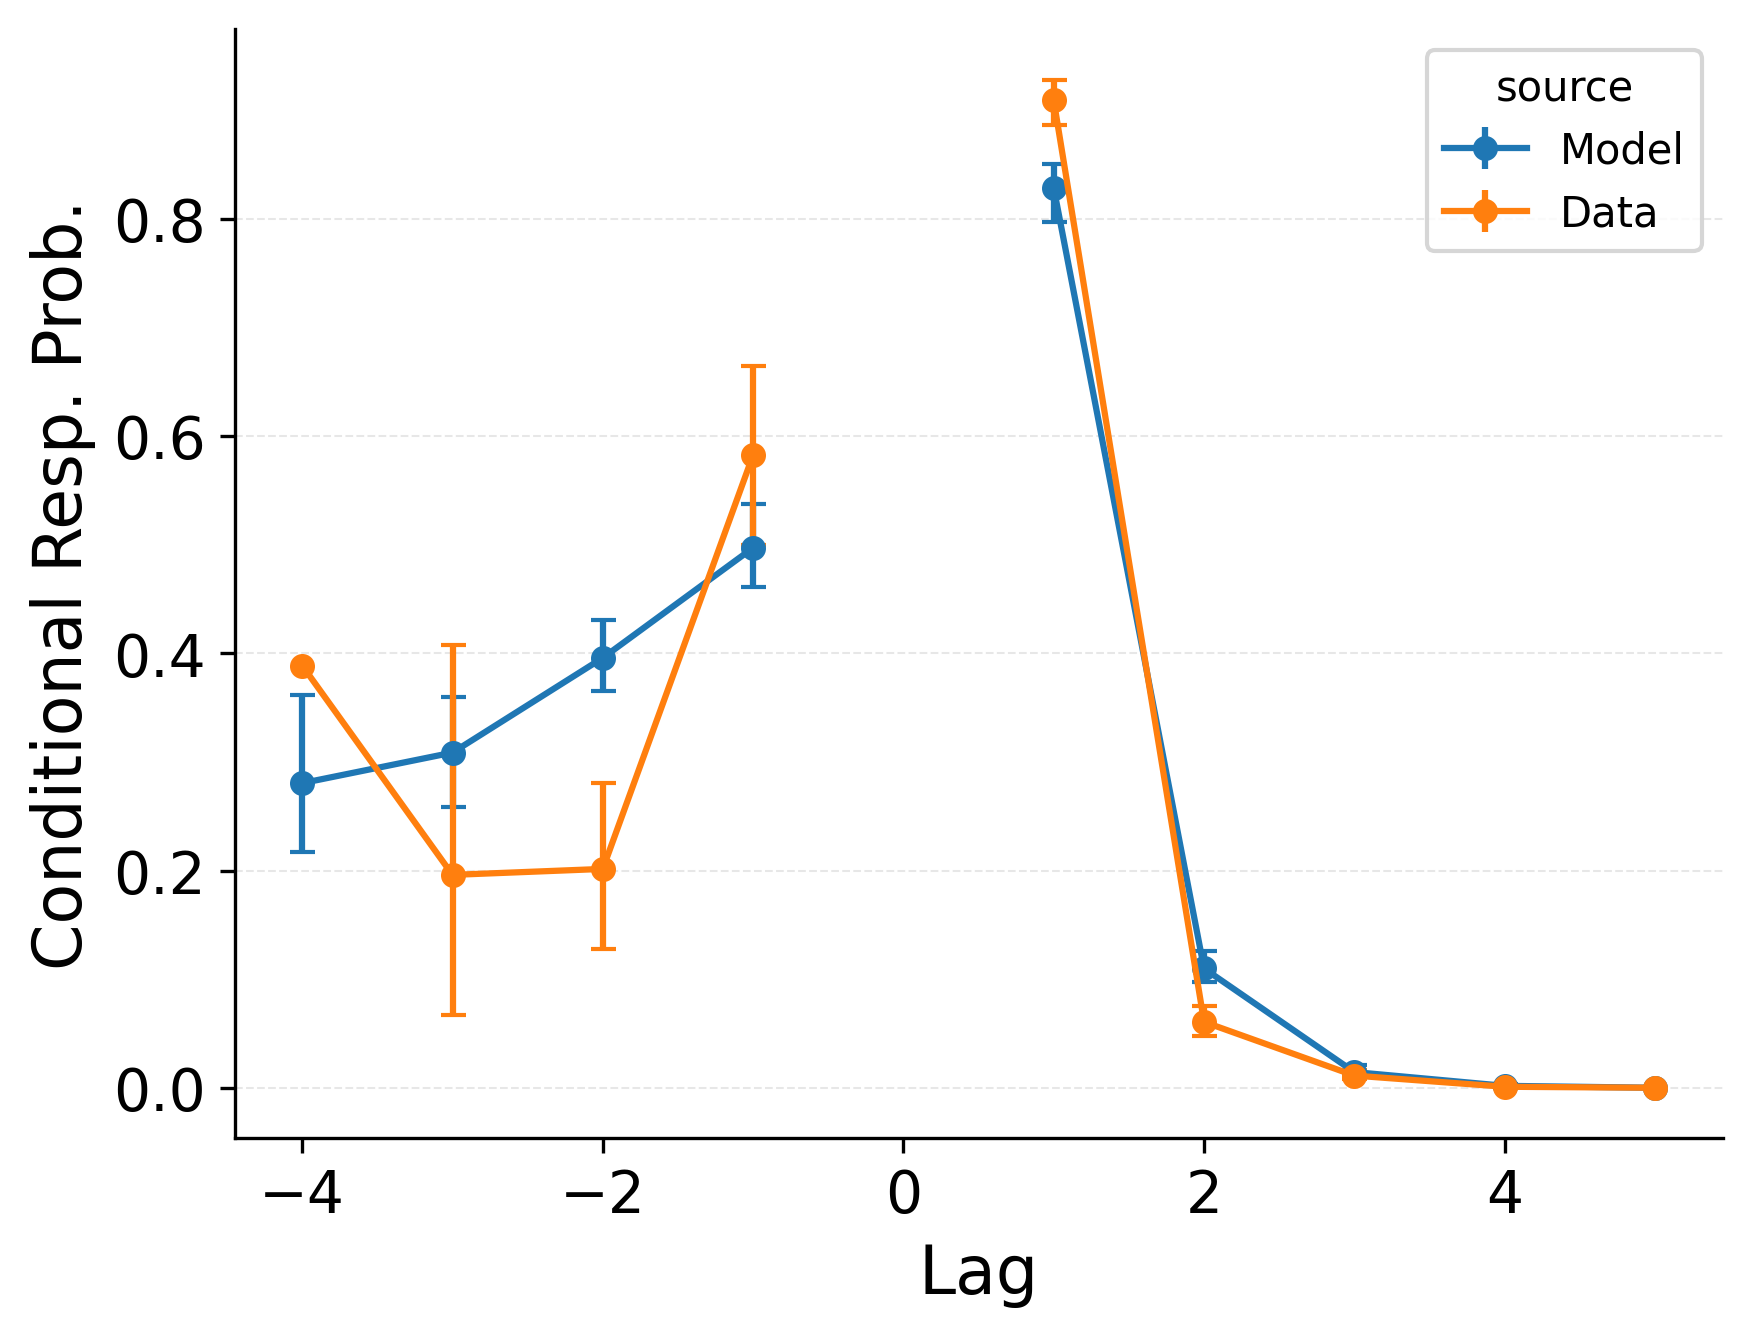 source
Model
Data
Conditional Resp. Prob.
0.8
0.6
0.4
0.2
0.0
−4 −2 0 2 4
Lag